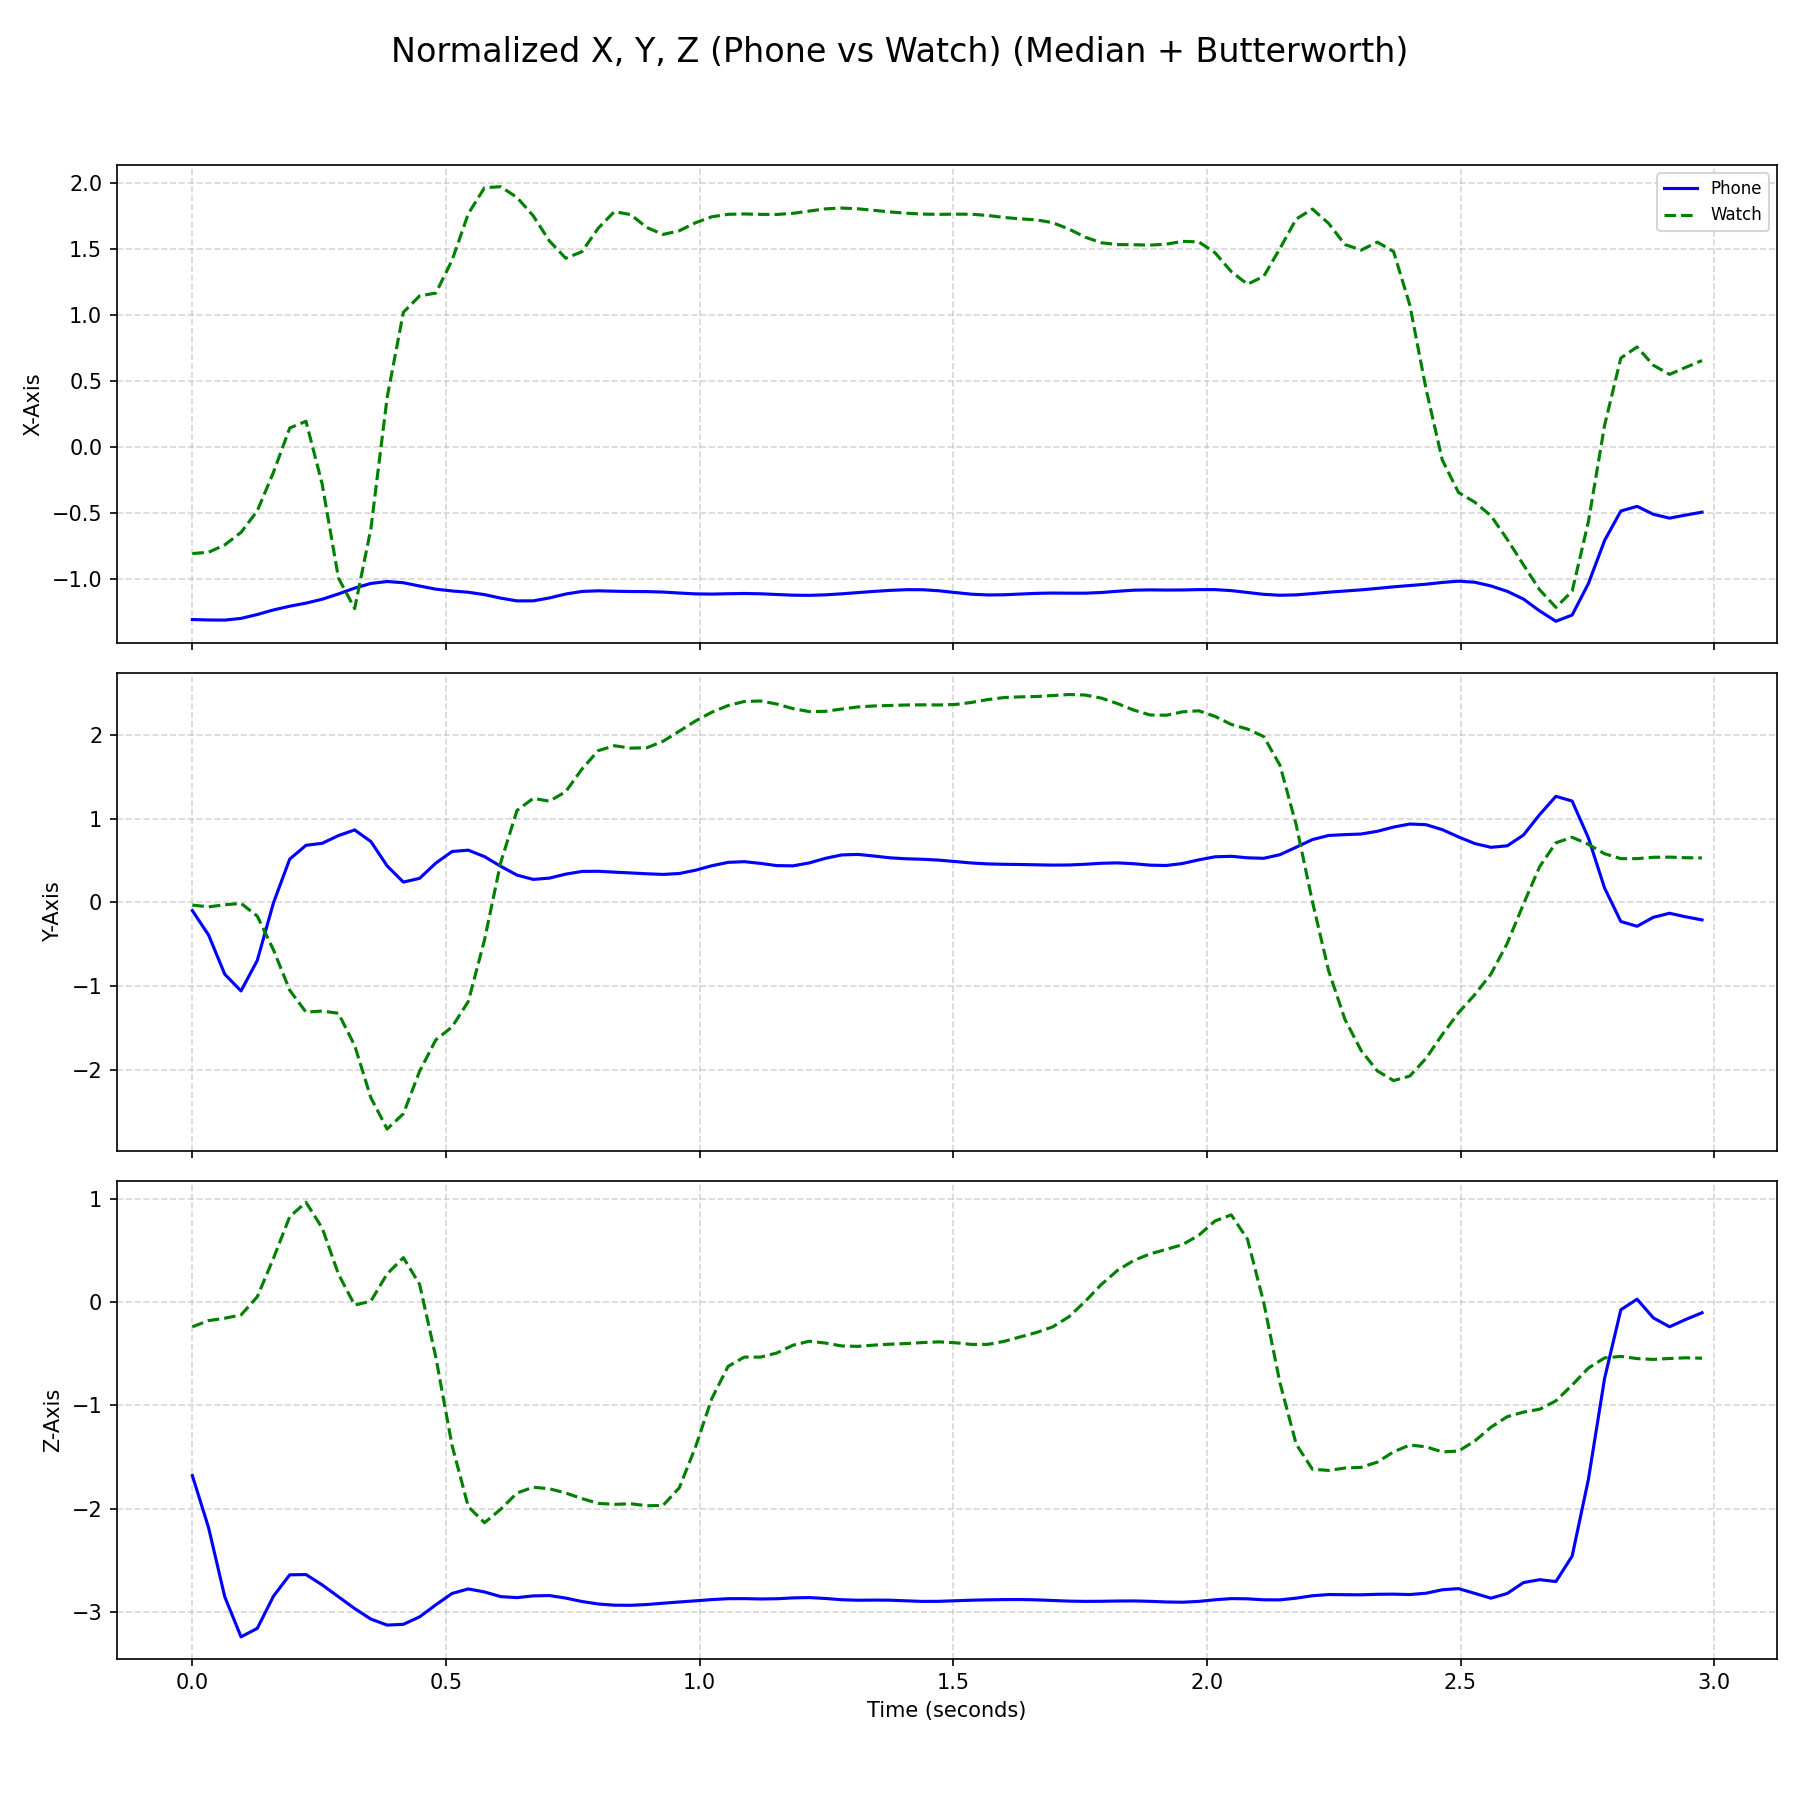 Normalized X, Y, Z (Phone vs Watch) (Median + Butterworth)
Phone
Watch
2.0
1.5
1.0
0.5
0.0
−0.5
−1.0
X-Axis
2
1
0
−1
−2
Y-Axis
1
0
−1
−2
−3
Z-Axis
0.0 0.5 1.0 1.5 2.0 2.5 3.0
Time (seconds)